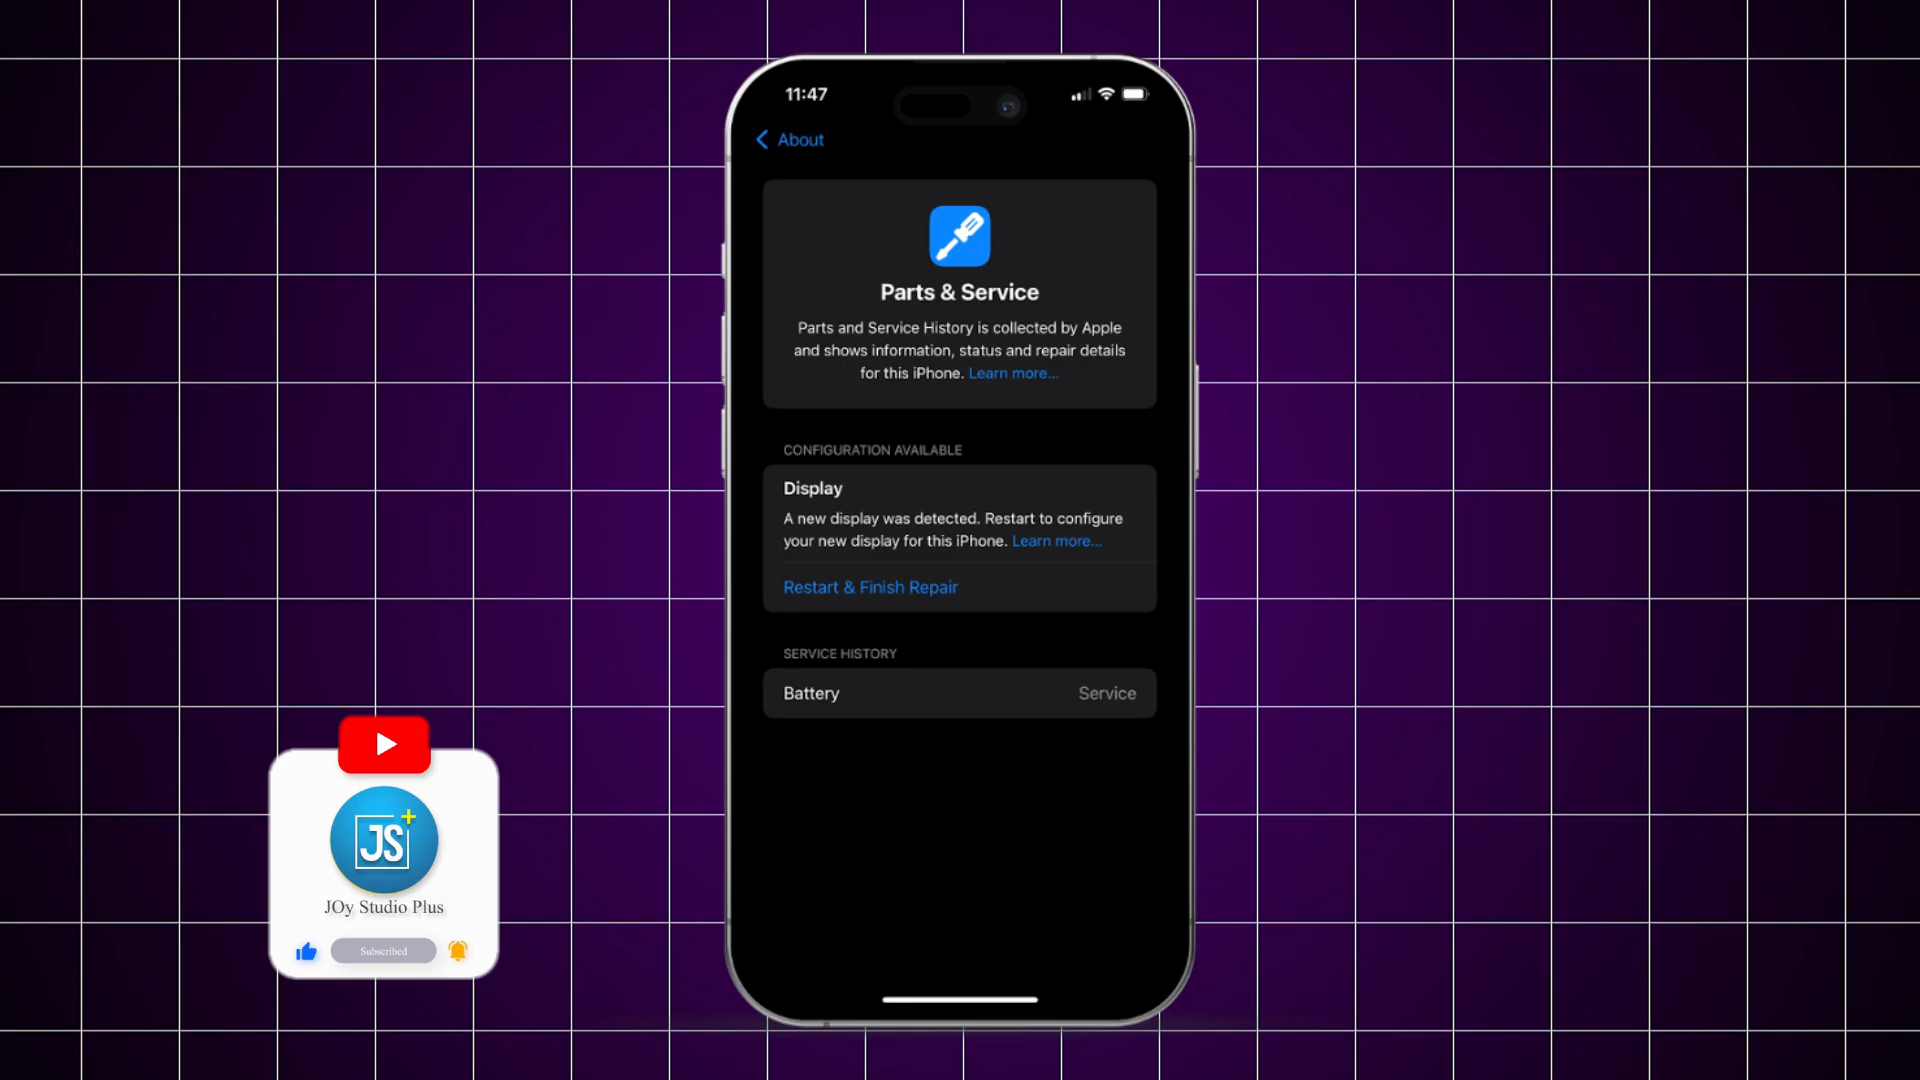 11:47
About
Parts & Service
Parts and Service History is collected by Apple
and shows information, status and repair details
for this iPhone. Learn more...
CONFIGURATION AVAILABLE
Display
A new display was detected. Restart to configure
your new display for this iPhone. Learn more...
Restart & Finish Repair
SERVICE HISTORY
Battery Service
JS+
JOy Studio Plus
Subscribed